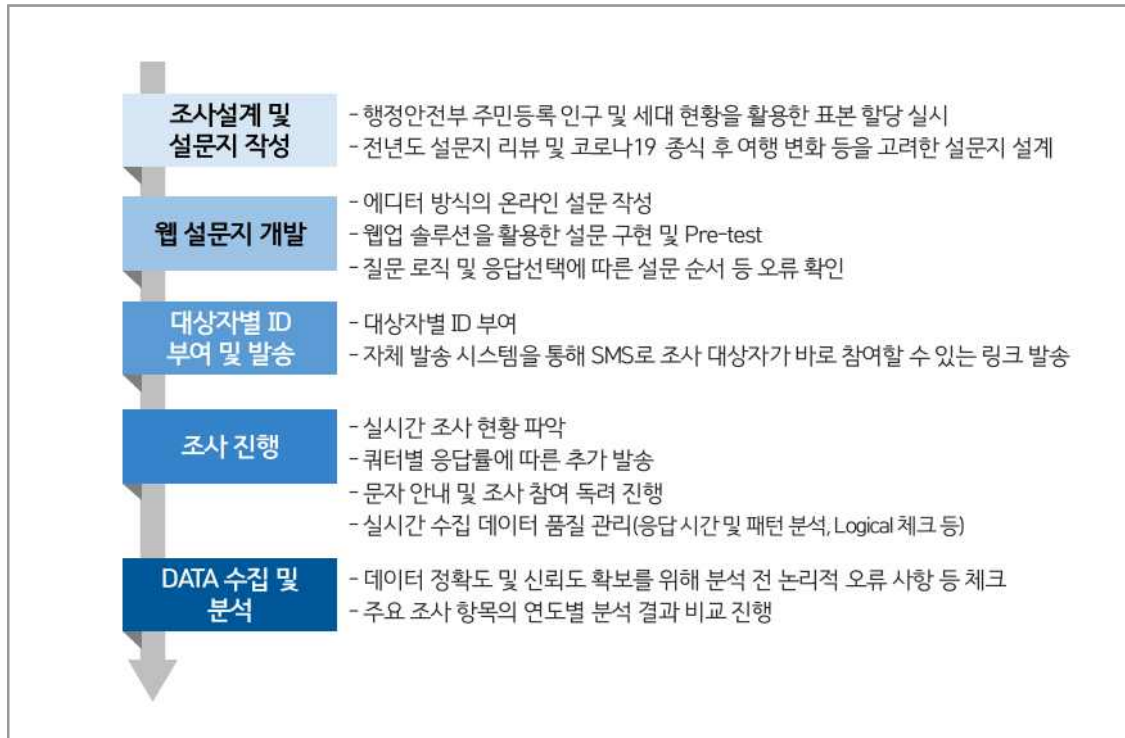 조사설계 및
설문지 작성
- 행정안전부 주민등록 인구 및 세대 현황을 활용한 표본 할당 실시
- 전년도 설문지 리뷰 및 코로나19 종식 후 여행 변화 등을 고려한 설문지 설계
웹 설문지 개발
- 에디터 방식의 온라인 설문 작성
- 웹업 솔루션을 활용한 설문 구현 및 Pre-test
- 질문 로직 및 응답선택에 따른 설문 순서 등 오류 확인
대상자별 ID
부여 및 발송
- 대상자별 ID 부여
- 자체 발송 시스템을 통해 SMS로 조사 대상자가 바로 참여할 수 있는 링크 발송
조사 진행
- 실시간 조사 현황 파악
- 쿼터별 응답률에 따른 추가 발송
- 문자 안내 및 조사 참여 독려 진행
- 실시간 수집 데이터 품질 관리(응답 시간 및 패턴 분석, Logical 체크 등)
DATA 수집 및
분석
- 데이터 정확도 및 신뢰도 확보를 위해 분석 전 논리적 오류 사항 등 체크
- 주요 조사 항목의 연도별 분석 결과 비교 진행